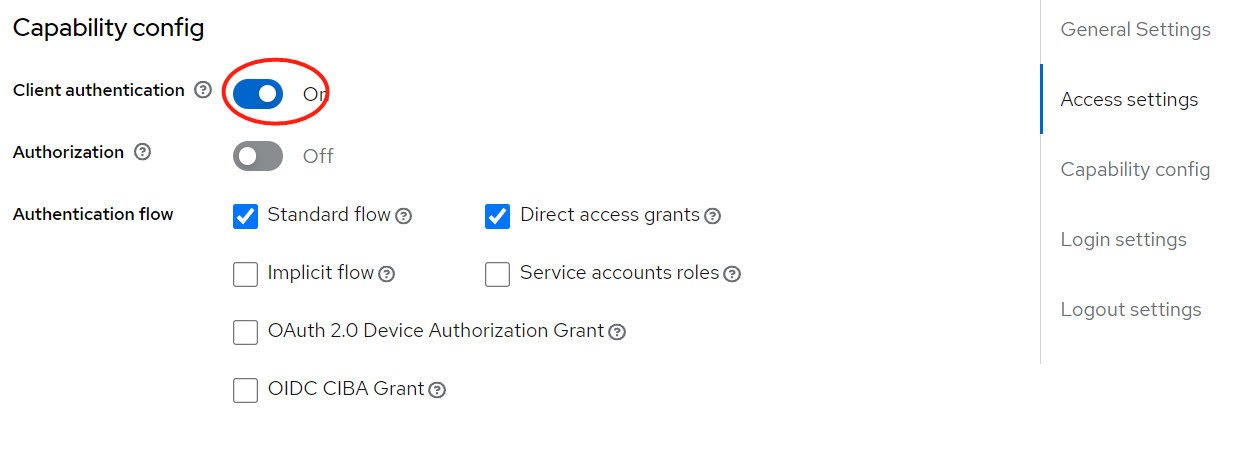 Capability config
Client authentication ?
On
Authorization ?
Off
Authentication flow
Standard flow ?
Direct access grants ?
Implicit flow ?
Service accounts roles ?
OAuth 2.0 Device Authorization Grant ?
OIDC CIBA Grant ?
General Settings
Access settings
Capability config
Login settings
Logout settings